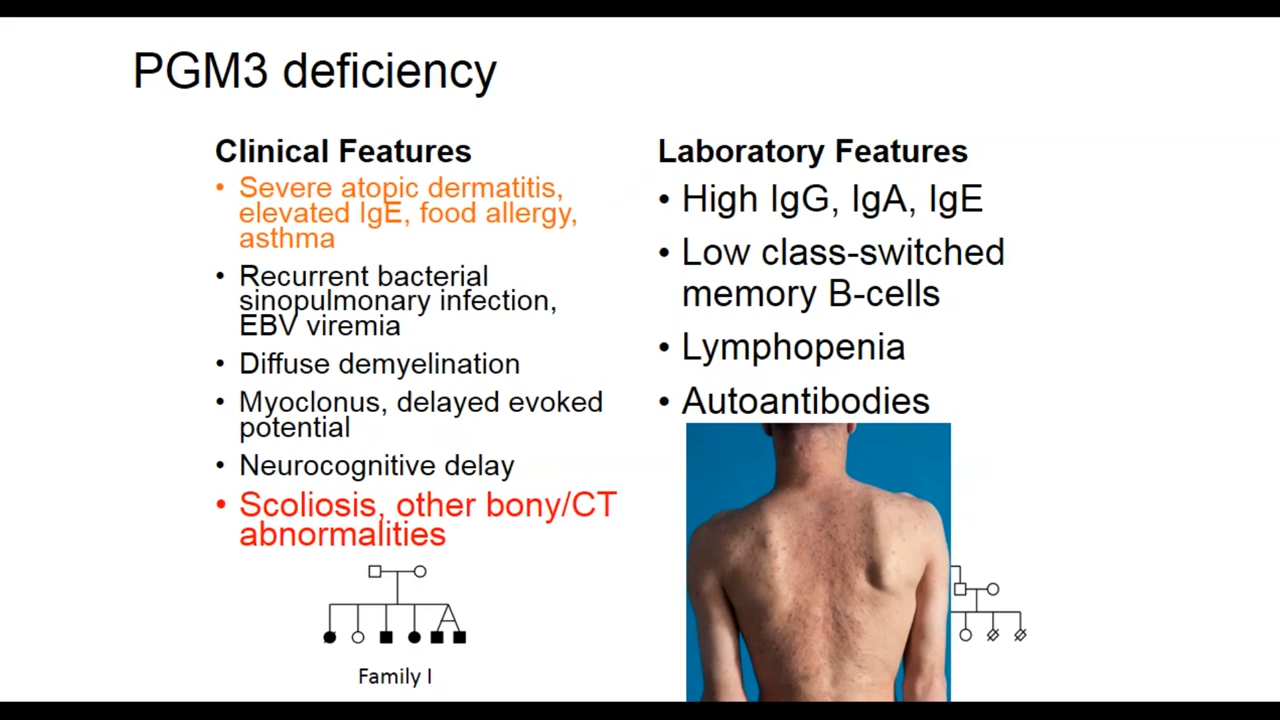 PGM3 deficiency
Clinical Features
• Severe atopic dermatitis,
elevated IgE, food allergy,
asthma
• Recurrent bacterial
sinopulmonary infection,
EBV viremia
• Diffuse demyelination
• Myoclonus, delayed evoked
potential
• Neurocognitive delay
• Scoliosis, other bony/CT
abnormalities
Family I
Laboratory Features
• High IgG, IgA, IgE
• Low class-switched
memory B-cells
• Lymphopenia
• Autoantibodies